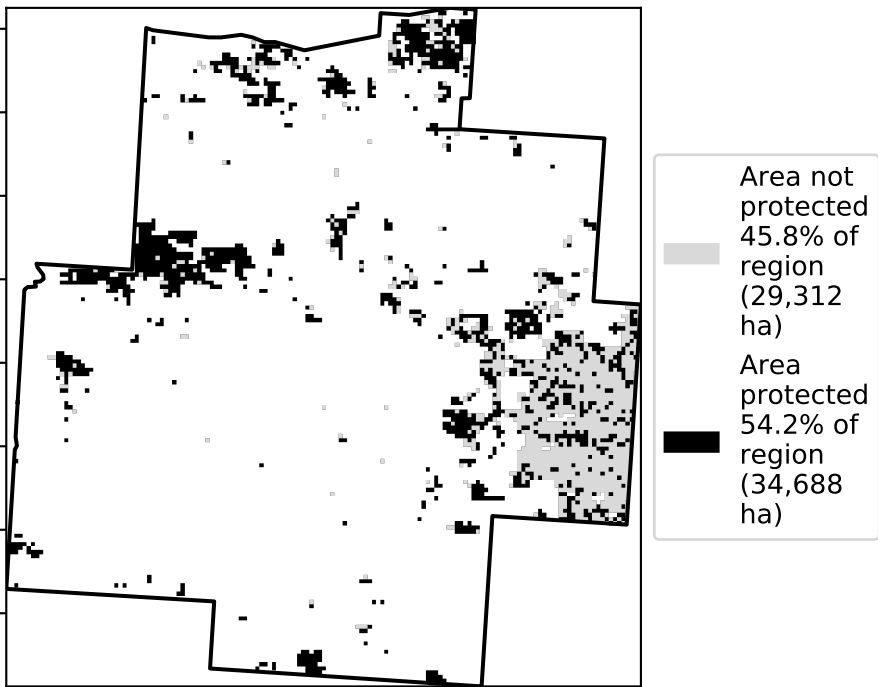 Area not
protected
45.8% of
region
(29,312
ha)
Area
protected
54.2% of
region
(34,688
ha)